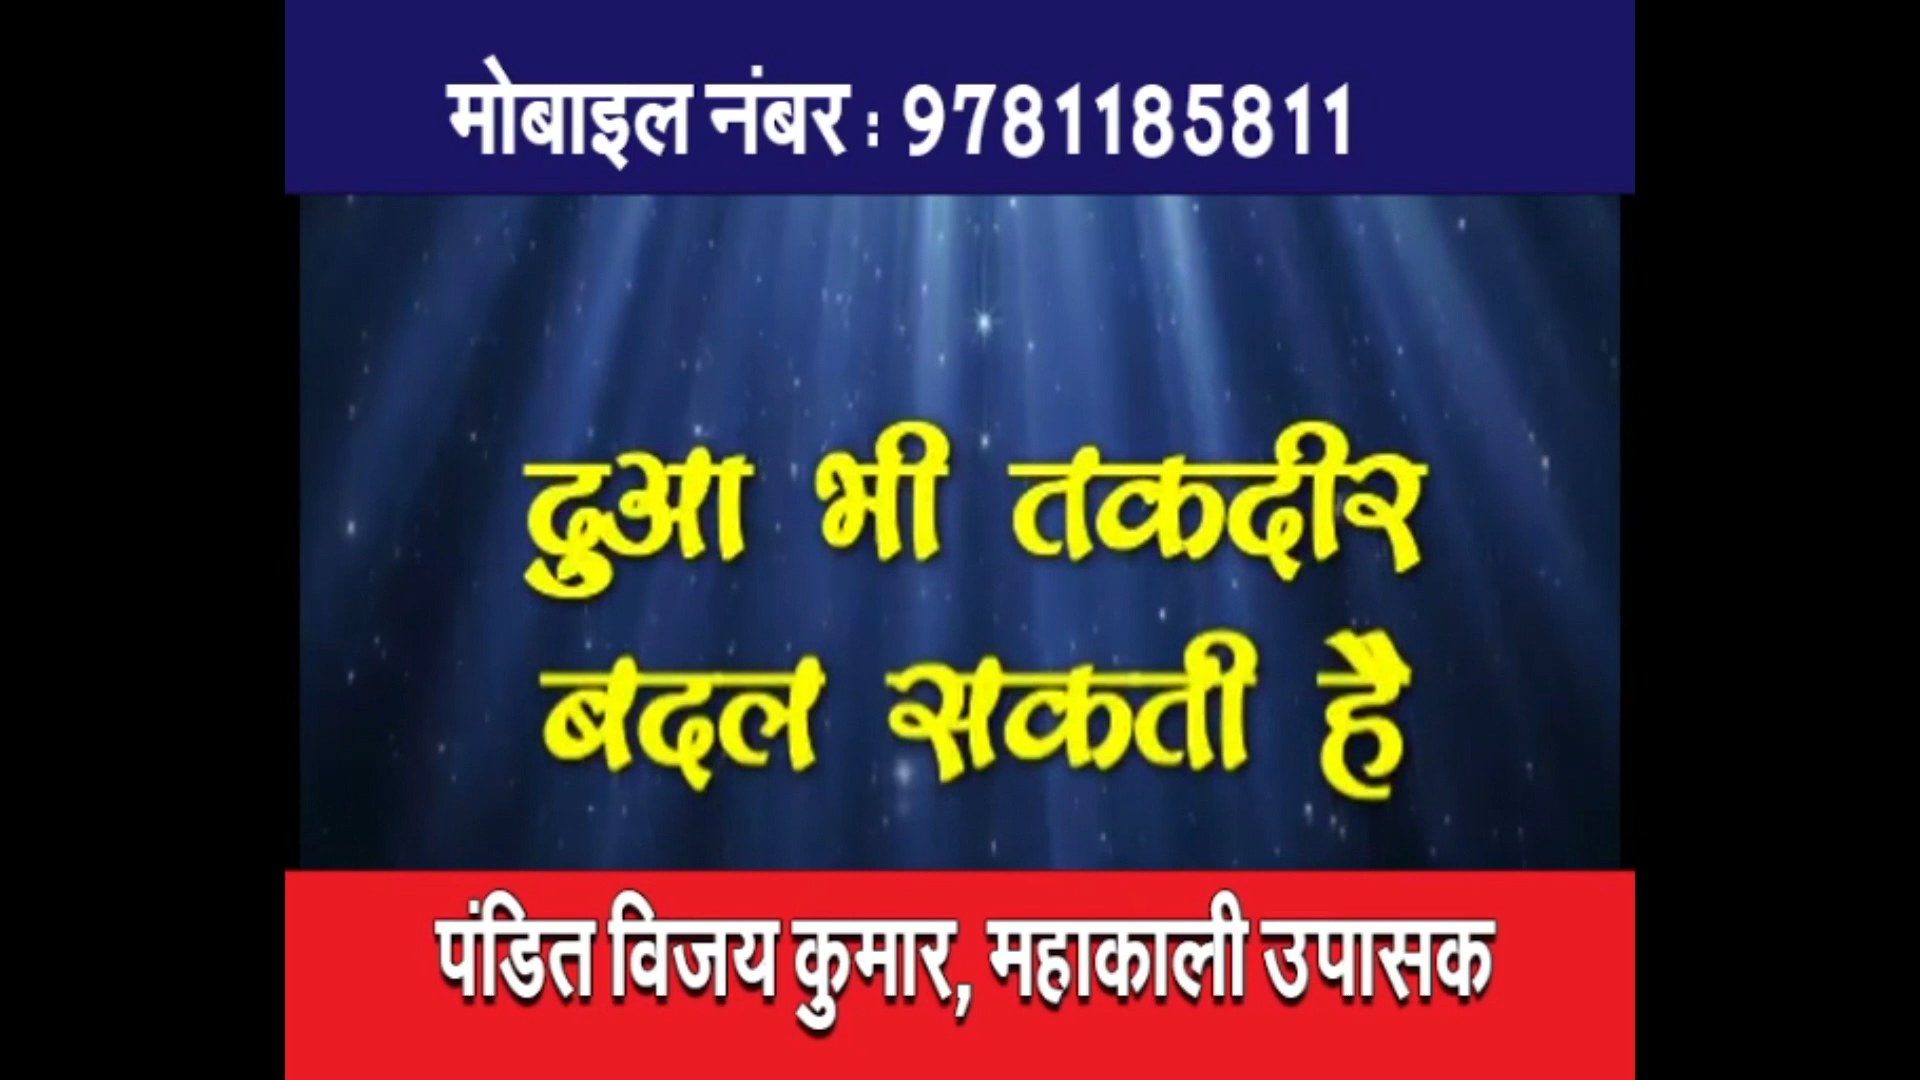 मोबाइल नंबर : 9781185811
दुआ भी तकदीर
बदल सकती है
पंडित विजय कुमार, महाकाली उपासक